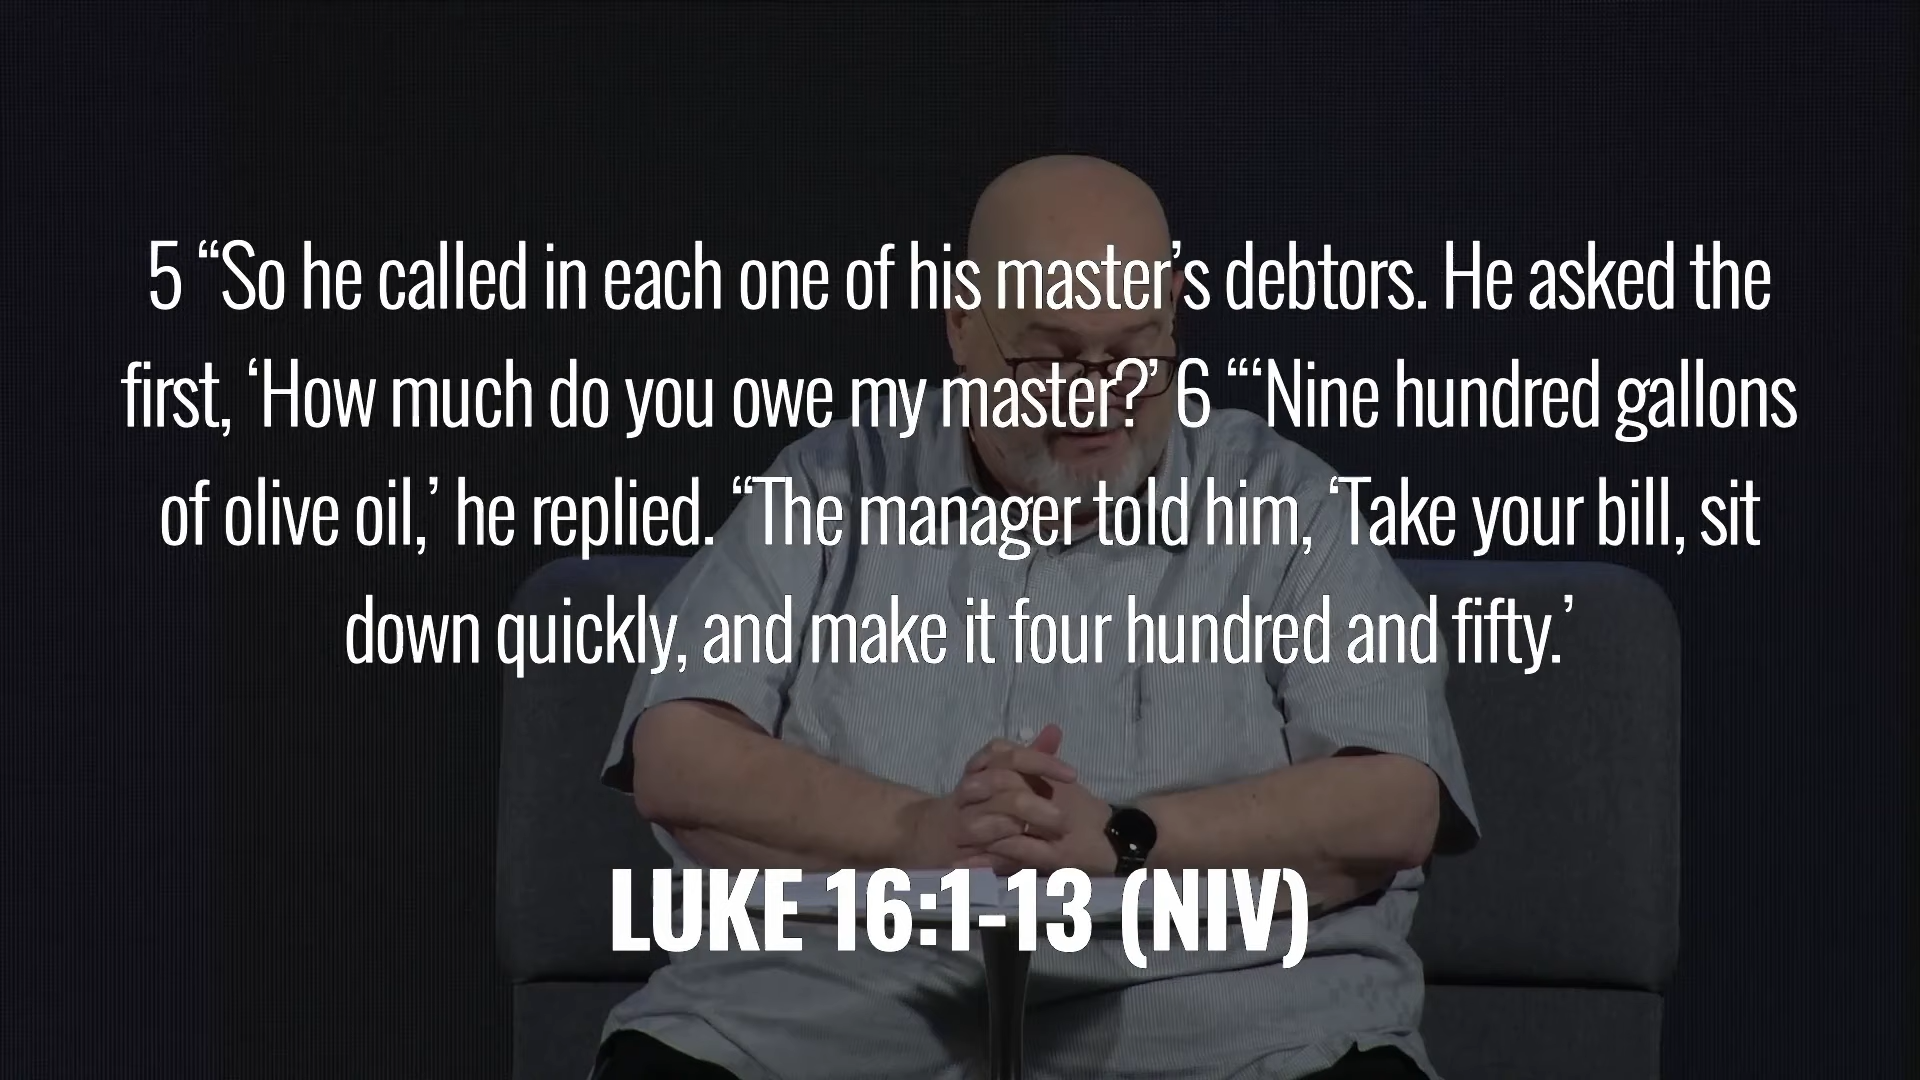 5 “So he called in each one of his master’s debtors. He asked the
first, ‘How much do you owe my master?’ 6 “‘Nine hundred gallons
of olive oil,’ he replied. “The manager told him, ‘Take your bill, sit
down quickly, and make it four hundred and fifty.’
LUKE 16:1-13 (NIV)